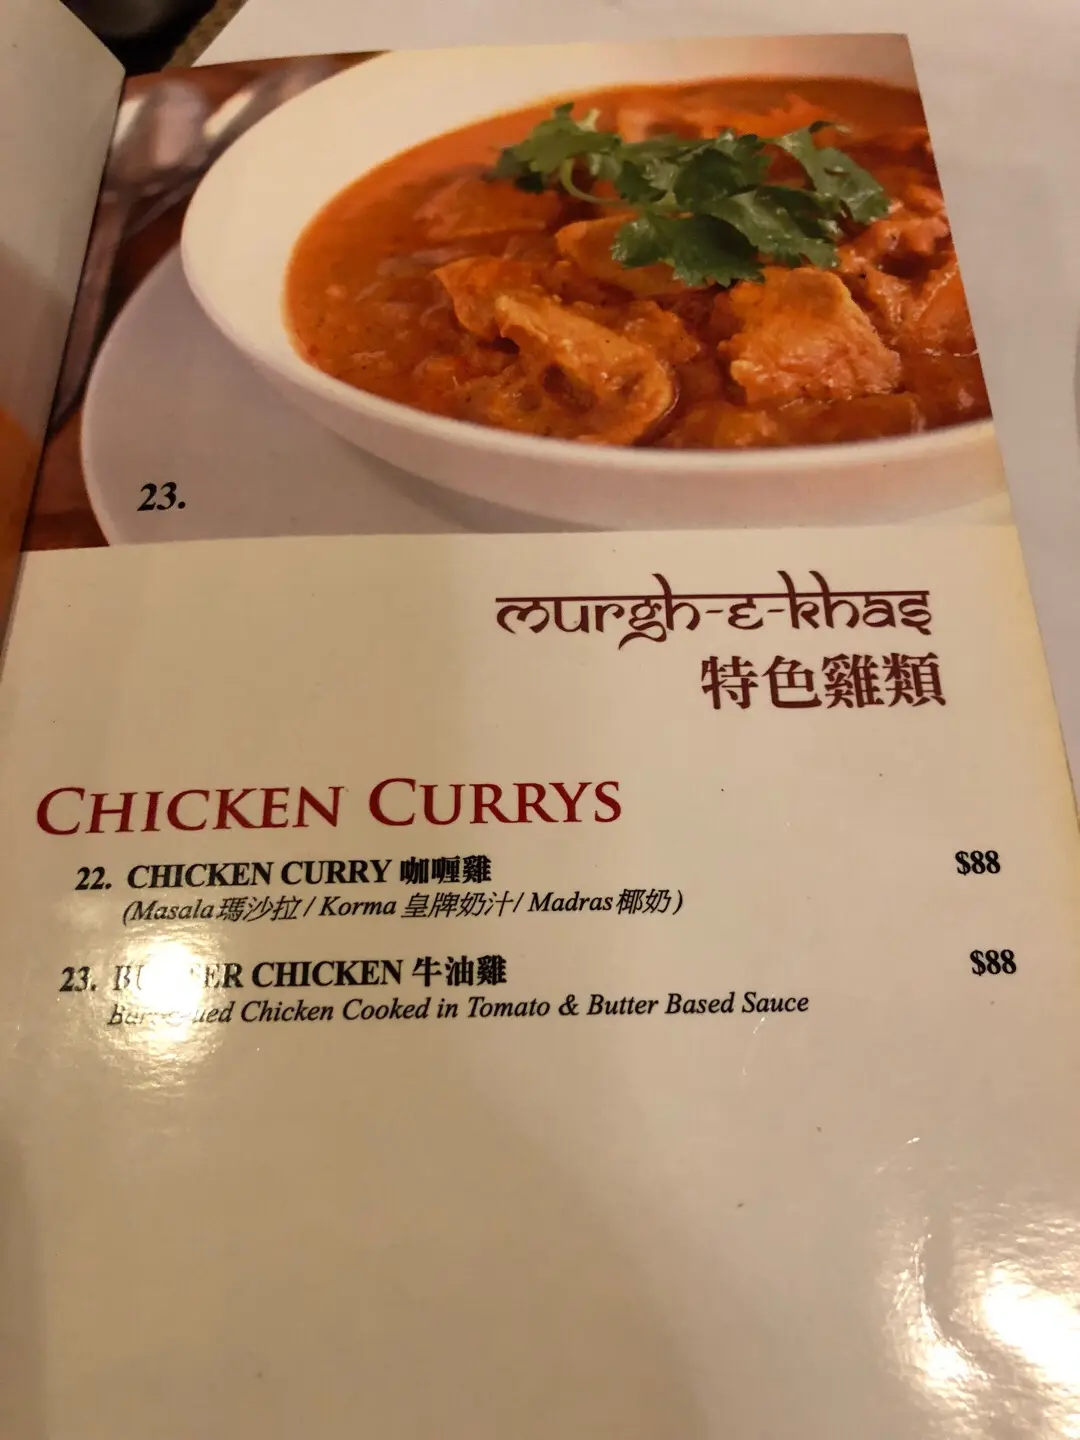 23.
murgh-e-khas
特色雞類
CHICKEN CURRYS
22. CHICKEN CURRY 咖喱雞 $88
(Masala瑪沙拉 / Korma 皇牌奶汁/ Madras椰奶)
23. CHICKEN 牛油雞 $88
Chicken Cooked in Tomato & Butter Based Sauce